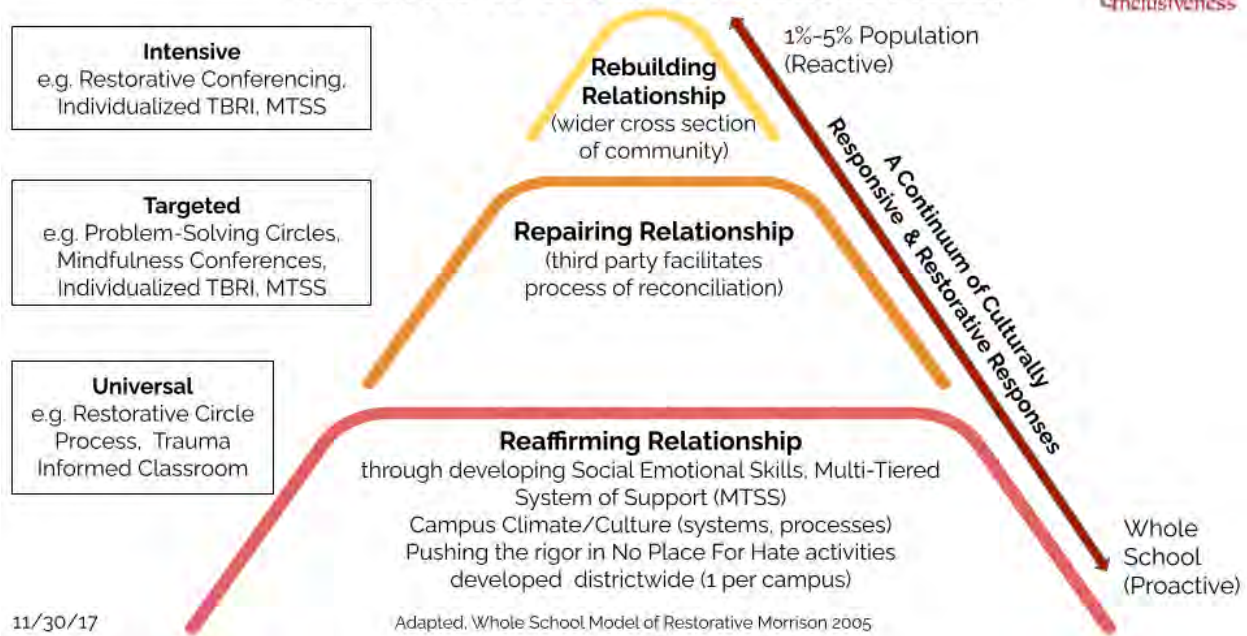 Inclusiveness
Intensive
e.g. Restorative Conferencing,
Individualized TBRI, MTSS
Rebuilding
Relationship
(wider cross section
of community)
1%-5% Population
(Reactive)
Targeted
e.g. Problem-Solving Circles,
Mindfulness Conferences,
Individualized TBRI, MTSS
Repairing Relationship
(third party facilitates
process of reconciliation)
A Continuum of Culturally
Responsive & Restorative Responses
Universal
e.g. Restorative Circle
Process, Trauma
Informed Classroom
Reaffirming Relationship
through developing Social Emotional Skills, Multi-Tiered
System of Support (MTSS)
Campus Climate/Culture (systems, processes)
Pushing the rigor in No Place For Hate activities
developed districtwide (1 per campus)
Whole
School
(Proactive)
11/30/17
Adapted, Whole School Model of Restorative Morrison 2005